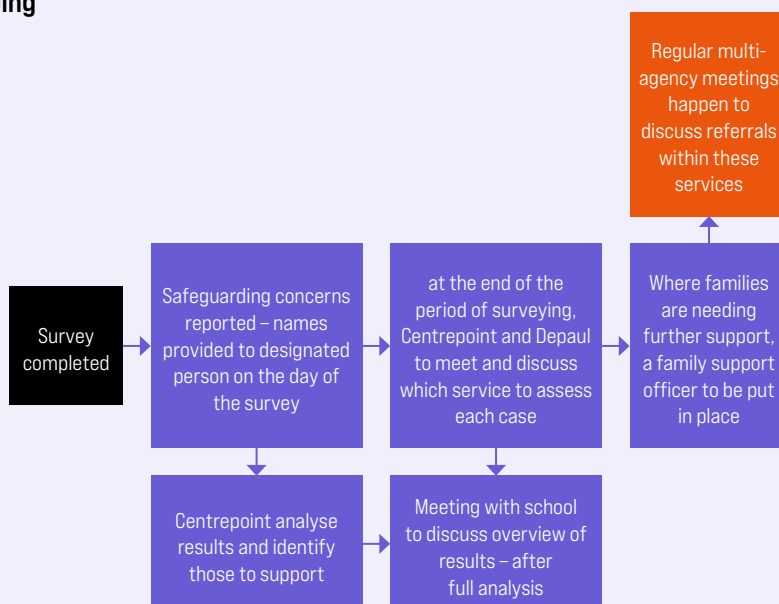 Regular multi-
agency meetings
happen to
discuss referrals
within these
services
Survey
completed
Safeguarding concerns
reported – names
provided to designated
person on the day of
the survey
at the end of the
period of surveying,
Centrepoint and Depaul
to meet and discuss
which service to assess
each case
Where families
are needing
further support,
a family support
officer to be put
in place
Centrepoint analyse
results and identify
those to support
Meeting with school
to discuss overview of
results – after
full analysis